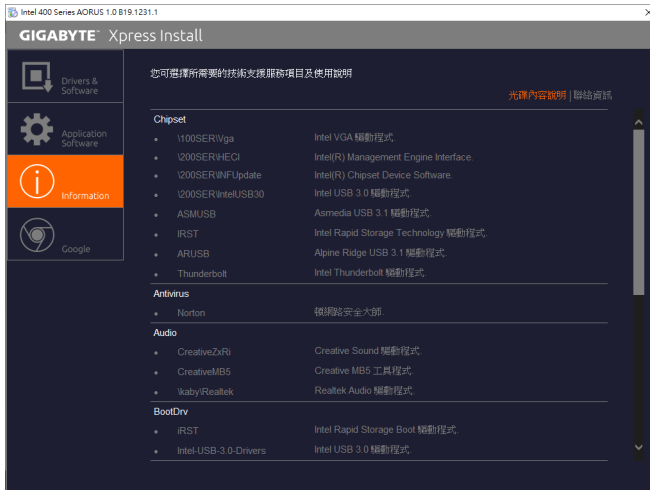 Intel 400 Series AORUS 1.0 B19.1231.1
GIGABYTE™ Xpress Install
Drivers & Software
Application Software
Information
Google
您可選擇所需要的技術支援服務項目及使用說明
光碟內容說明 | 聯絡資訊
Chipset
\100SER\Vga Intel VGA 驅動程式.
\200SER\HECI Intel(R) Management Engine Interface.
\200SER\INFUpdate Intel(R) Chipset Device Software.
\200SER\IntelUSB30 Intel USB 3.0 驅動程式.
ASMUSB Asmedia USB 3.1 驅動程式.
IRST Intel Rapid Storage Technology 驅動程式.
ARUSB Alpine Ridge USB 3.1 驅動程式.
Thunderbolt Intel Thunderbolt 驅動程式.
Antivirus
Norton 頓網路安全大師.
Audio
CreativeZxRi Creative Sound 驅動程式.
CreativeMB5 Creative MB5 工具程式.
\kaby\Realtek Realtek Audio 驅動程式.
BootDrv
iRST Intel Rapid Storage Boot 驅動程式.
Intel-USB-3.0-Drivers Intel USB 3.0 驅動程式.